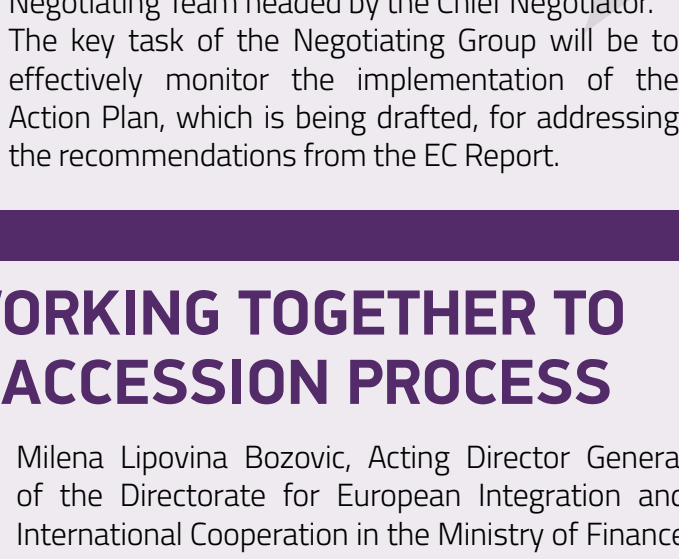 Negotiating Team headed by the Chief Negotiator.
The key task of the Negotiating Group will be to
effectively monitor the implementation of the
Action Plan, which is being drafted, for addressing
the recommendations from the EC Report.
ORKING TOGETHER TO
ACCESSION PROCESS
Milena Lipovina Bozovic, Acting Director Genera
of the Directorate for European Integration and
International Cooperation in the Ministry of Finance